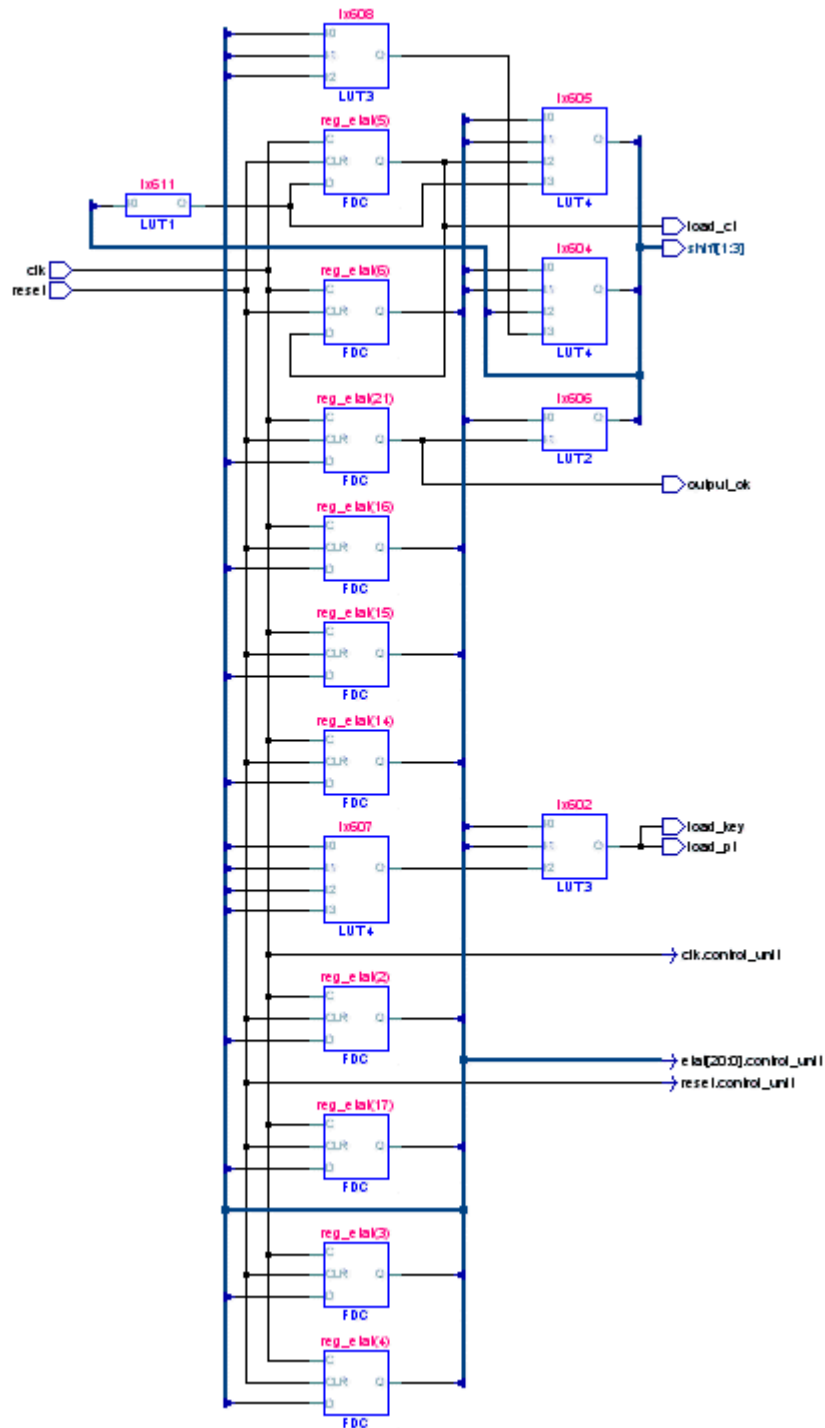 lx608
I0
I1 Q
I2
LUT3
lx605
I0
I1 Q
I2
I3
LUT4
reg_etat(5)
C
CLR Q
D
FDC
lx611
I0 Q
LUT1
load_ct
shift[1:3]
lx604
I0
I1 Q
I2
I3
LUT4
clk
reset
reg_etat(6)
C
CLR Q
D
FDC
lx606
I0 Q
I1
LUT2
reg_etat(21)
C
CLR Q
D
FDC
output_ok
reg_etat(16)
C
CLR Q
D
FDC
reg_etat(15)
C
CLR Q
D
FDC
reg_etat(14)
C
CLR Q
D
FDC
lx602
I0
I1 Q
I2
LUT3
load_key
load_pt
lx607
I0
I1 Q
I2
I3
LUT4
clk.control_unit
reg_etat(2)
C
CLR Q
D
FDC
etat[20:0].control_unit
reset.control_unit
reg_etat(17)
C
CLR Q
D
FDC
reg_etat(3)
C
CLR Q
D
FDC
reg_etat(4)
C
CLR Q
D
FDC